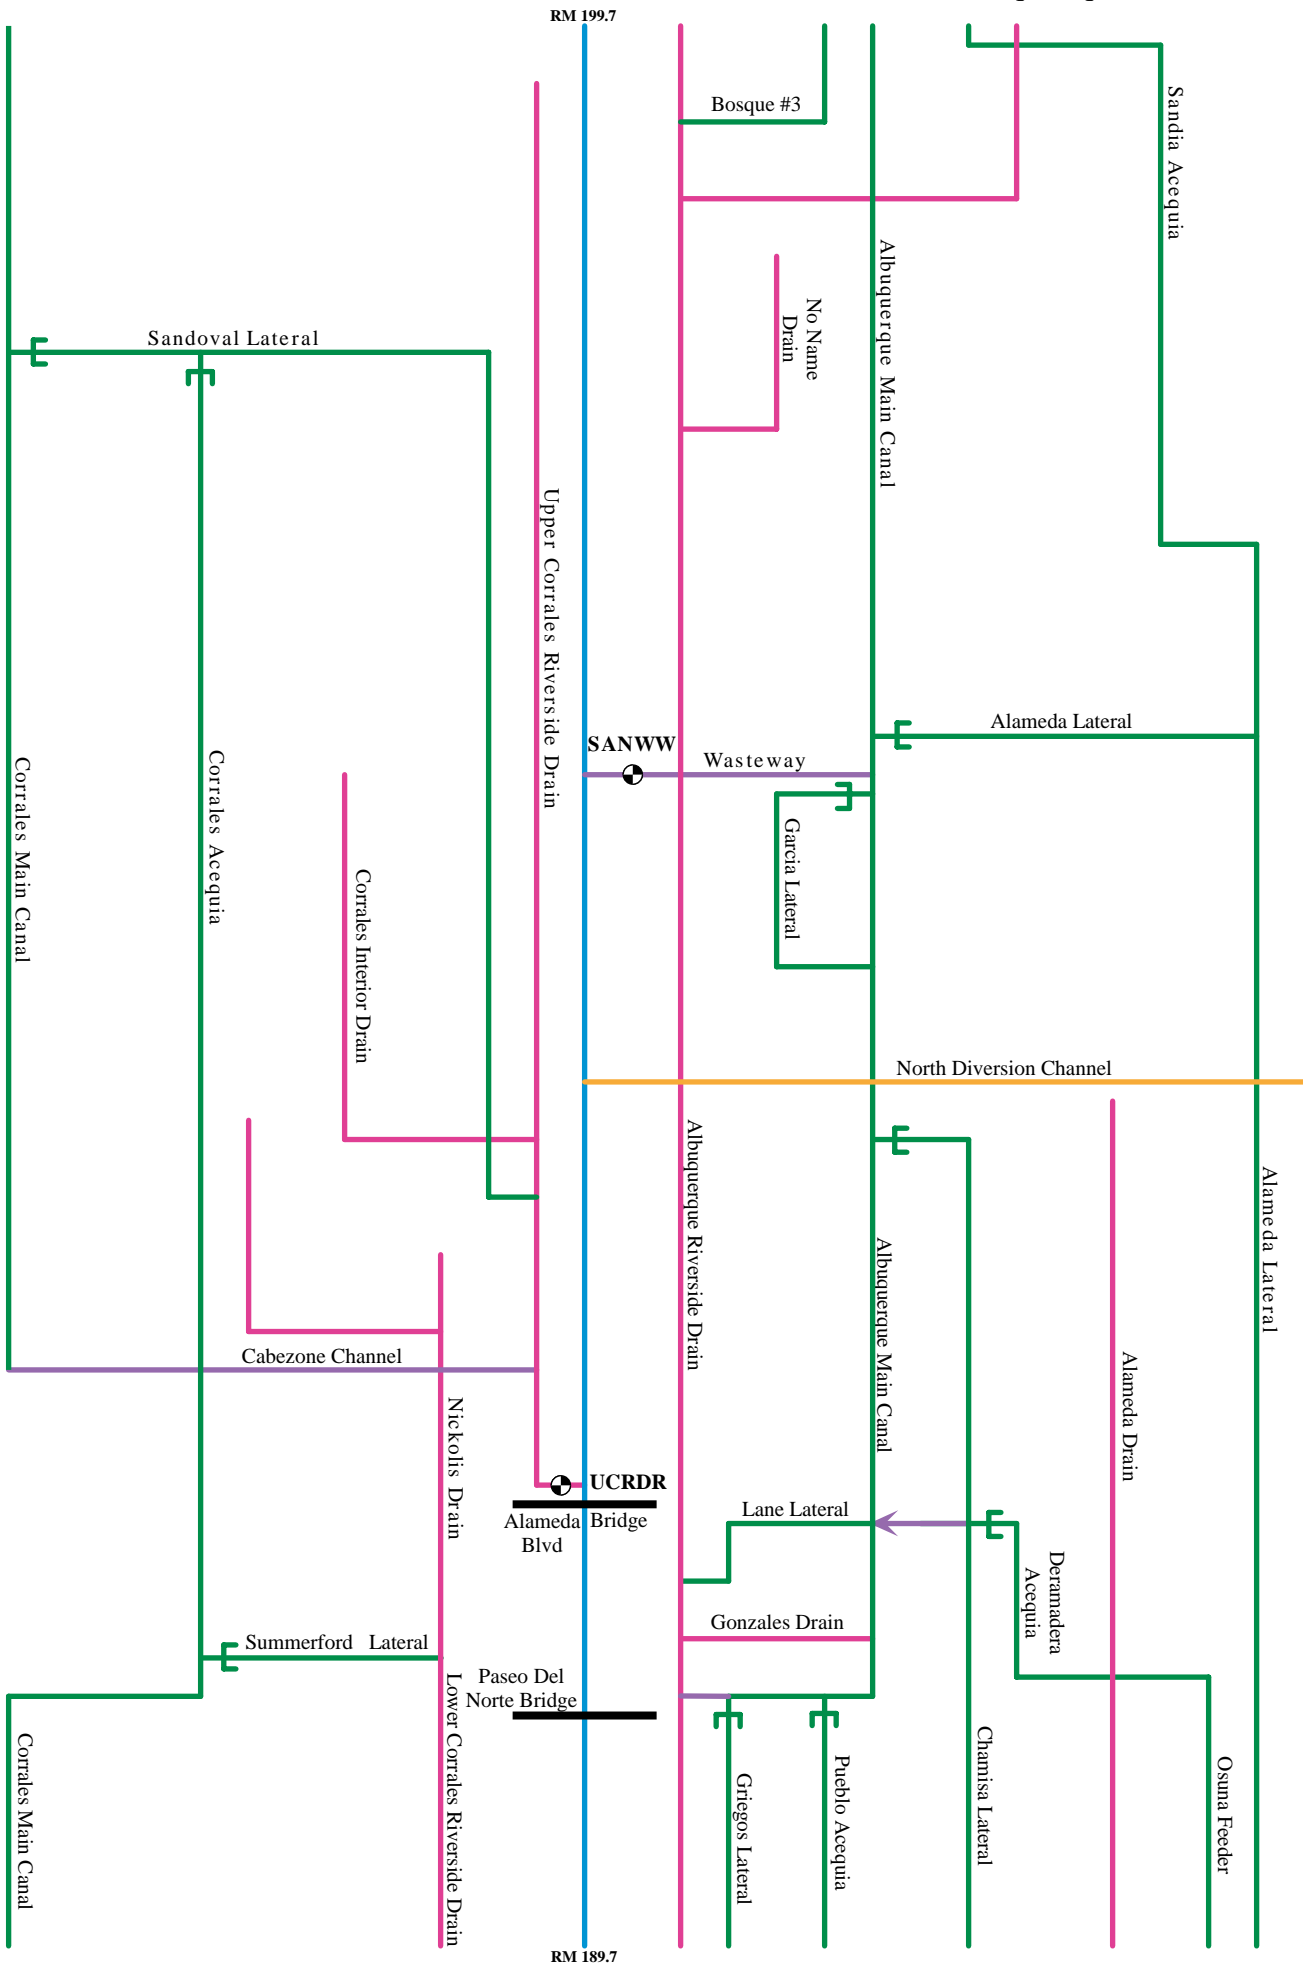 RM 199.7
Bosque #3
Sandia Acequia
Albuquerque Main Canal
No Name
Drain
Sandoval Lateral
Upper Corrales Riverside Drain
Alameda Lateral
SANWW
Wasteway
Corrales Main Canal
Corrales Acequia
Garcia Lateral
Corrales Interior Drain
North Diversion Channel
Albuquerque Riverside Drain
Alameda Lateral
Albuquerque Main Canal
Cabezone Channel
Alameda Drain
Nickolis Drain
UCRDR
Alameda Bridge
Blvd
Lane Lateral
Deramadera
Acequia
Gonzales Drain
Summerford Lateral
Paseo Del
Norte Bridge
Lower Corrales Riverside Drain
Corrales Main Canal
Griegos Lateral
Pueblo Acequia
Chamisa Lateral
Osuna Feeder
RM 189.7